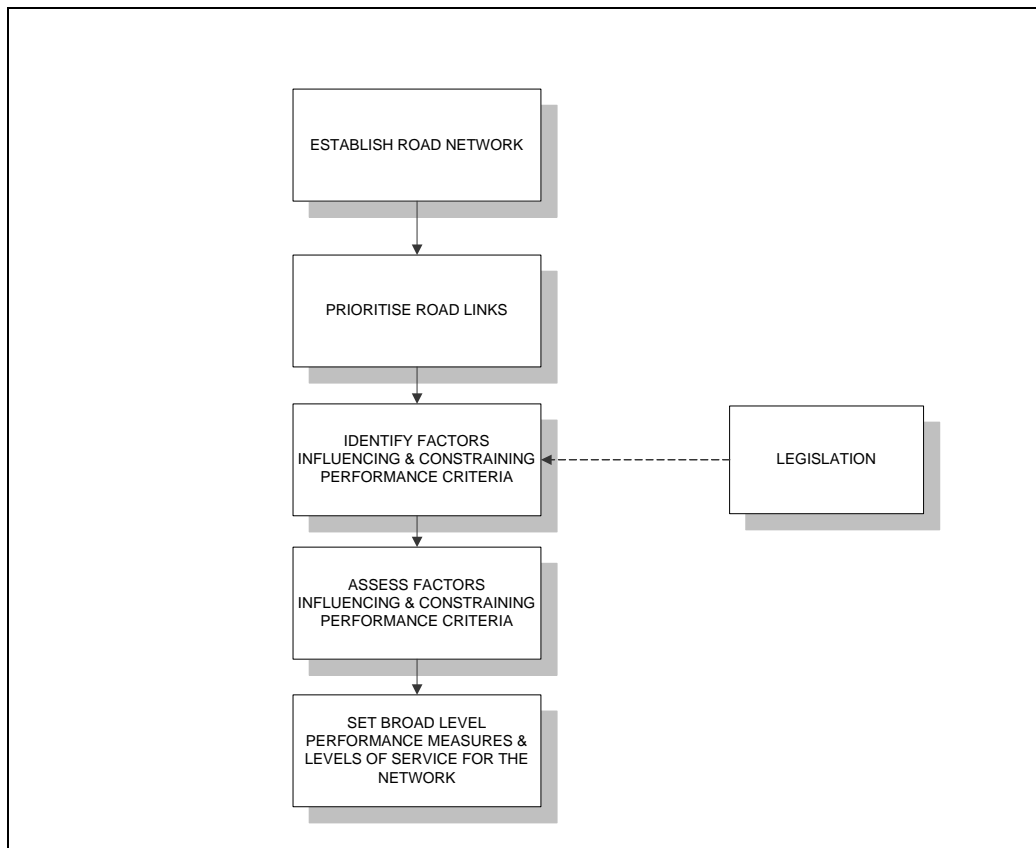 ESTABLISH ROAD NETWORK
PRIORITISE ROAD LINKS
IDENTIFY FACTORS
INFLUENCING & CONSTRAINING
PERFORMANCE CRITERIA
LEGISLATION
ASSESS FACTORS
INFLUENCING & CONSTRAINING
PERFORMANCE CRITERIA
SET BROAD LEVEL
PERFORMANCE MEASURES &
LEVELS OF SERVICE FOR THE
NETWORK